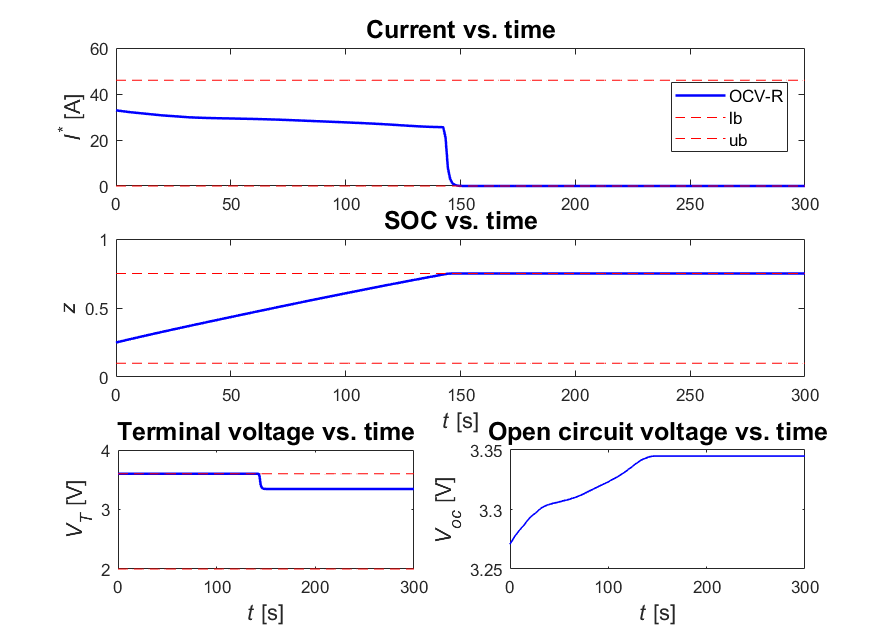 Current vs. time
60
40
20
0
I* [A]
OCV-R
lb
ub
0 50 100 150 200 250 300
SOC vs. time
1
0.5
0
z
0 50 100 150 200 250 300
t [s]
Terminal voltage vs. time
4
3
2
V_T [V]
0 100 200 300
t [s]
Open circuit voltage vs. time
3.35
3.3
3.25
V_oc [V]
0 100 200 300
t [s]